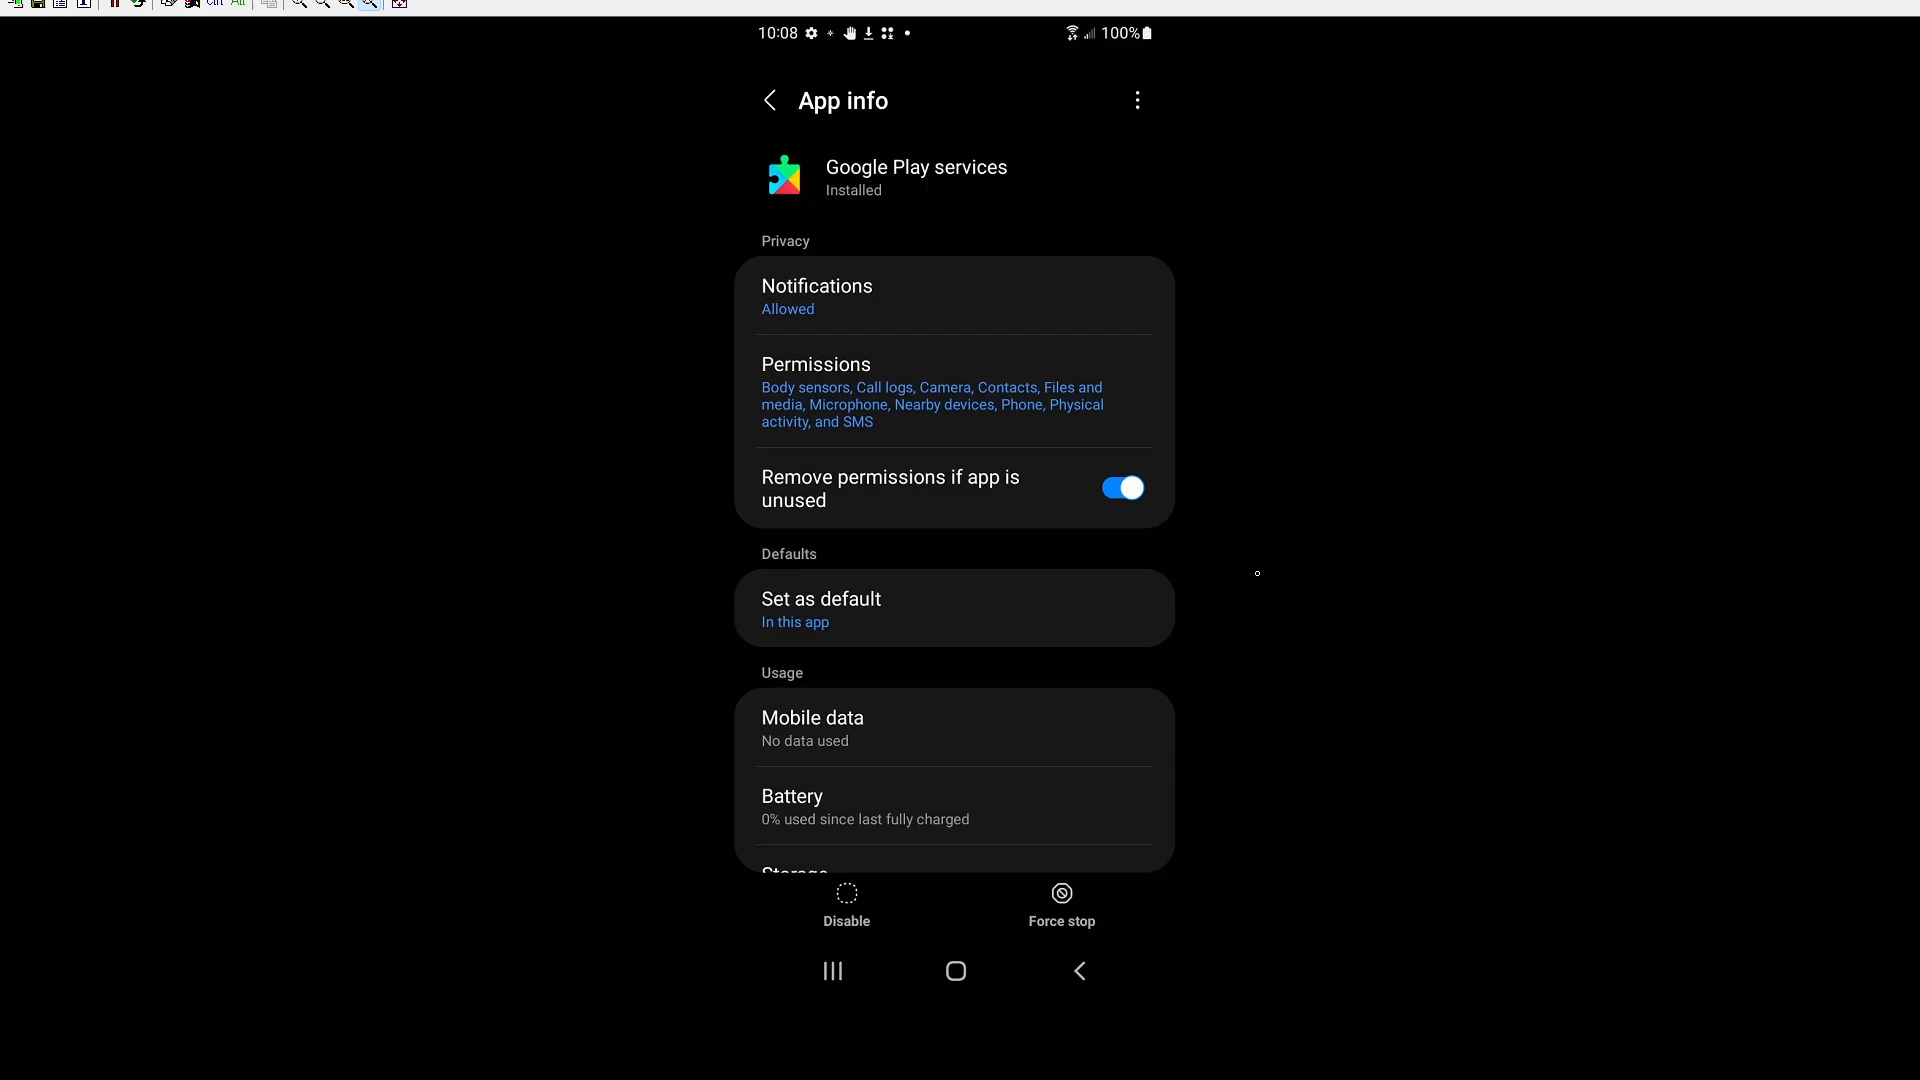 10:08
100%
App info
Google Play services
Installed
Privacy
Notifications
Allowed
Permissions
Body sensors, Call logs, Camera, Contacts, Files and
media, Microphone, Nearby devices, Phone, Physical
activity, and SMS
Remove permissions if app is
unused
Defaults
Set as default
In this app
Usage
Mobile data
No data used
Battery
0% used since last fully charged
Storage
Disable
Force stop